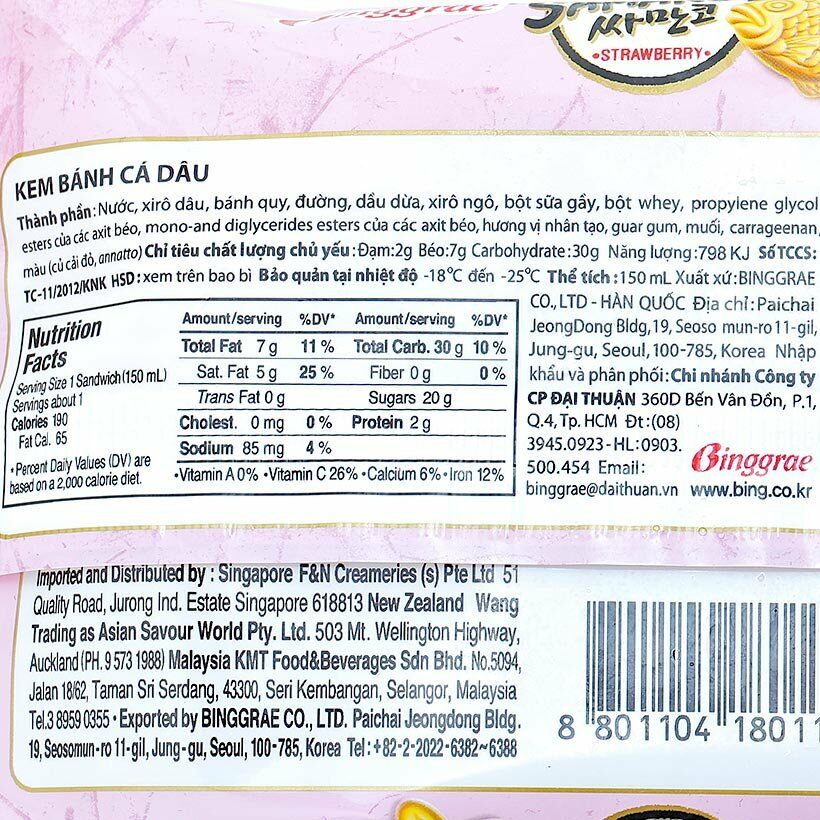 Binggrae
싸만코
•STRAWBERRY•
KEM BÁNH CÁ DÂU
Thành phần:Nước, xirô dâu, bánh quy, đường, dầu dừa, xirô ngô, bột sữa gầy, bột whey, propylene glycol
esters của các axit béo, mono-and diglycerides esters của các axit béo, hương vị nhân tạo, guar gum, muối, carrageenan,
màu (củ cải đỏ, annatto) Chỉ tiêu chất lượng chủ yếu:Đạm:2g Béo:7g Carbohydrate:30g Năng lượng:798 KJ Số TCCS:
TC-11/2012/KNK HSD:xem trên bao bì Bảo quản tại nhiệt độ -18°C đến -25°C Thể tích:150 mL Xuất xứ:BINGGRAE
CO., LTD - HÀN QUỐC Địa chỉ:Paichai
JeongDong Bldg,19, Seoso mun-ro 11-gil,
Jung-gu, Seoul, 100-785, Korea Nhập
khẩu và phân phối:Chi nhánh Công ty
CP ĐẠI THUẬN 360D Bến Vân Đồn, P.1,
Q.4, Tp. HCM Đt:(08)
3945.0923-HL:0903.
500.454 Email:
binggrae@daithuan.vn www.bing.co.kr
Binggrae
Nutrition
Facts
Serving Size 1 Sandwich(150 mL)
Servings about 1
Calories 190
Fat Cal. 65
•Percent Daily Values (DV) are
based on a 2,000 calorie diet.
Amount/serving %DV* Amount/serving %DV*
Total Fat 7 g 11 % Total Carb. 30 g 10 %
Sat. Fat 5 g 25 % Fiber 0 g 0 %
Trans Fat 0 g Sugars 20 g
Cholest. 0 mg 0 % Protein 2 g
Sodium 85 mg 4 %
•Vitamin A 0% •Vitamin C 26% •Calcium 6% •Iron 12%
Imported and Distributed by : Singapore F&N Creameries (s) Pte Ltd 51
Quality Road, Jurong Ind. Estate Singapore 618813 New Zealand Wang
Trading as Asian Savour World Pty. Ltd. 503 Mt. Wellington Highway,
Auckland (PH. 9 573 1988) Malaysia KMT Food&Beverages Sdn Bhd. No.5094,
Jalan 18/62, Taman Sri Serdang, 43300, Seri Kembangan, Selangor, Malaysia
Tel.3 8959 0355 • Exported by BINGGRAE CO., LTD. Paichai Jeongdong Bldg.
19, Seosomun-ro 11-gil, Jung-gu, Seoul, 100-785, Korea Tel:+82-2-2022-6382~6388
8 801104 18011